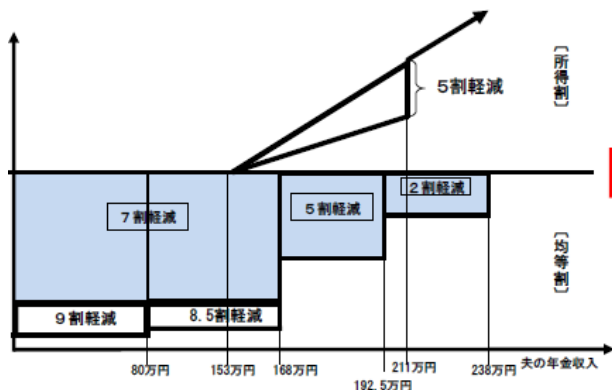 ５割軽減
［所得割］
２割軽減
７割軽減
５割軽減
［均等割］
９割軽減
８.５割軽減
夫の年金収入
80万円
153万円
168万円
192.5万円
211万円
238万円